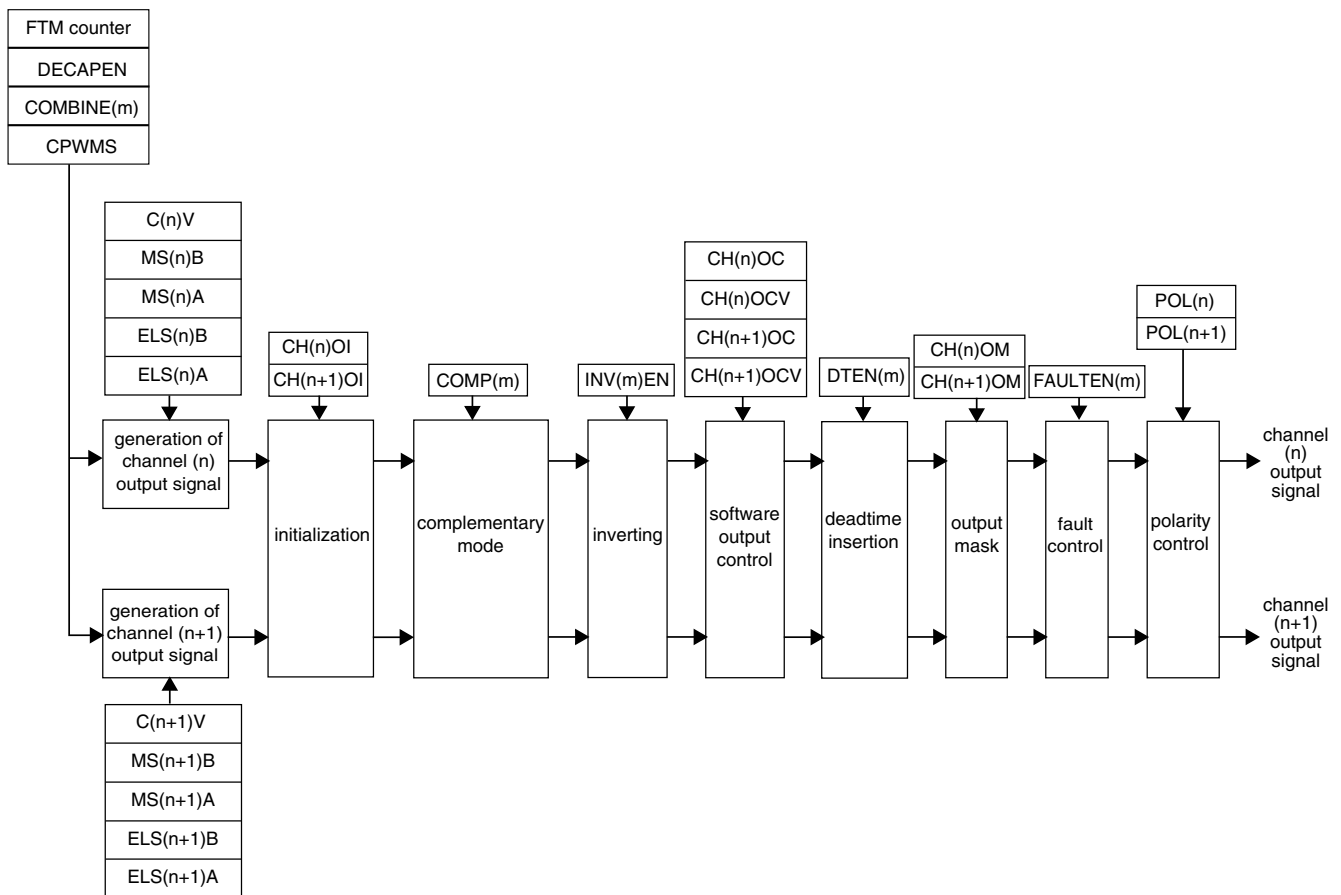 FTM counter
DECAPEN
COMBINE(m)
CPWMS
C(n)V
MS(n)B
MS(n)A
ELS(n)B
ELS(n)A
CH(n)OI
CH(n+1)OI
COMP(m)
INV(m)EN
CH(n)OC
CH(n)OCV
CH(n+1)OC
CH(n+1)OCV
DTEN(m)
CH(n)OM
CH(n+1)OM
FAULTEN(m)
POL(n)
POL(n+1)
generation of
channel (n)
output signal
initialization
complementary
mode
inverting
software
output
control
deadtime
insertion
output
mask
fault
control
polarity
control
channel
(n)
output
signal
generation of
channel (n+1)
output signal
channel
(n+1)
output
signal
C(n+1)V
MS(n+1)B
MS(n+1)A
ELS(n+1)B
ELS(n+1)A